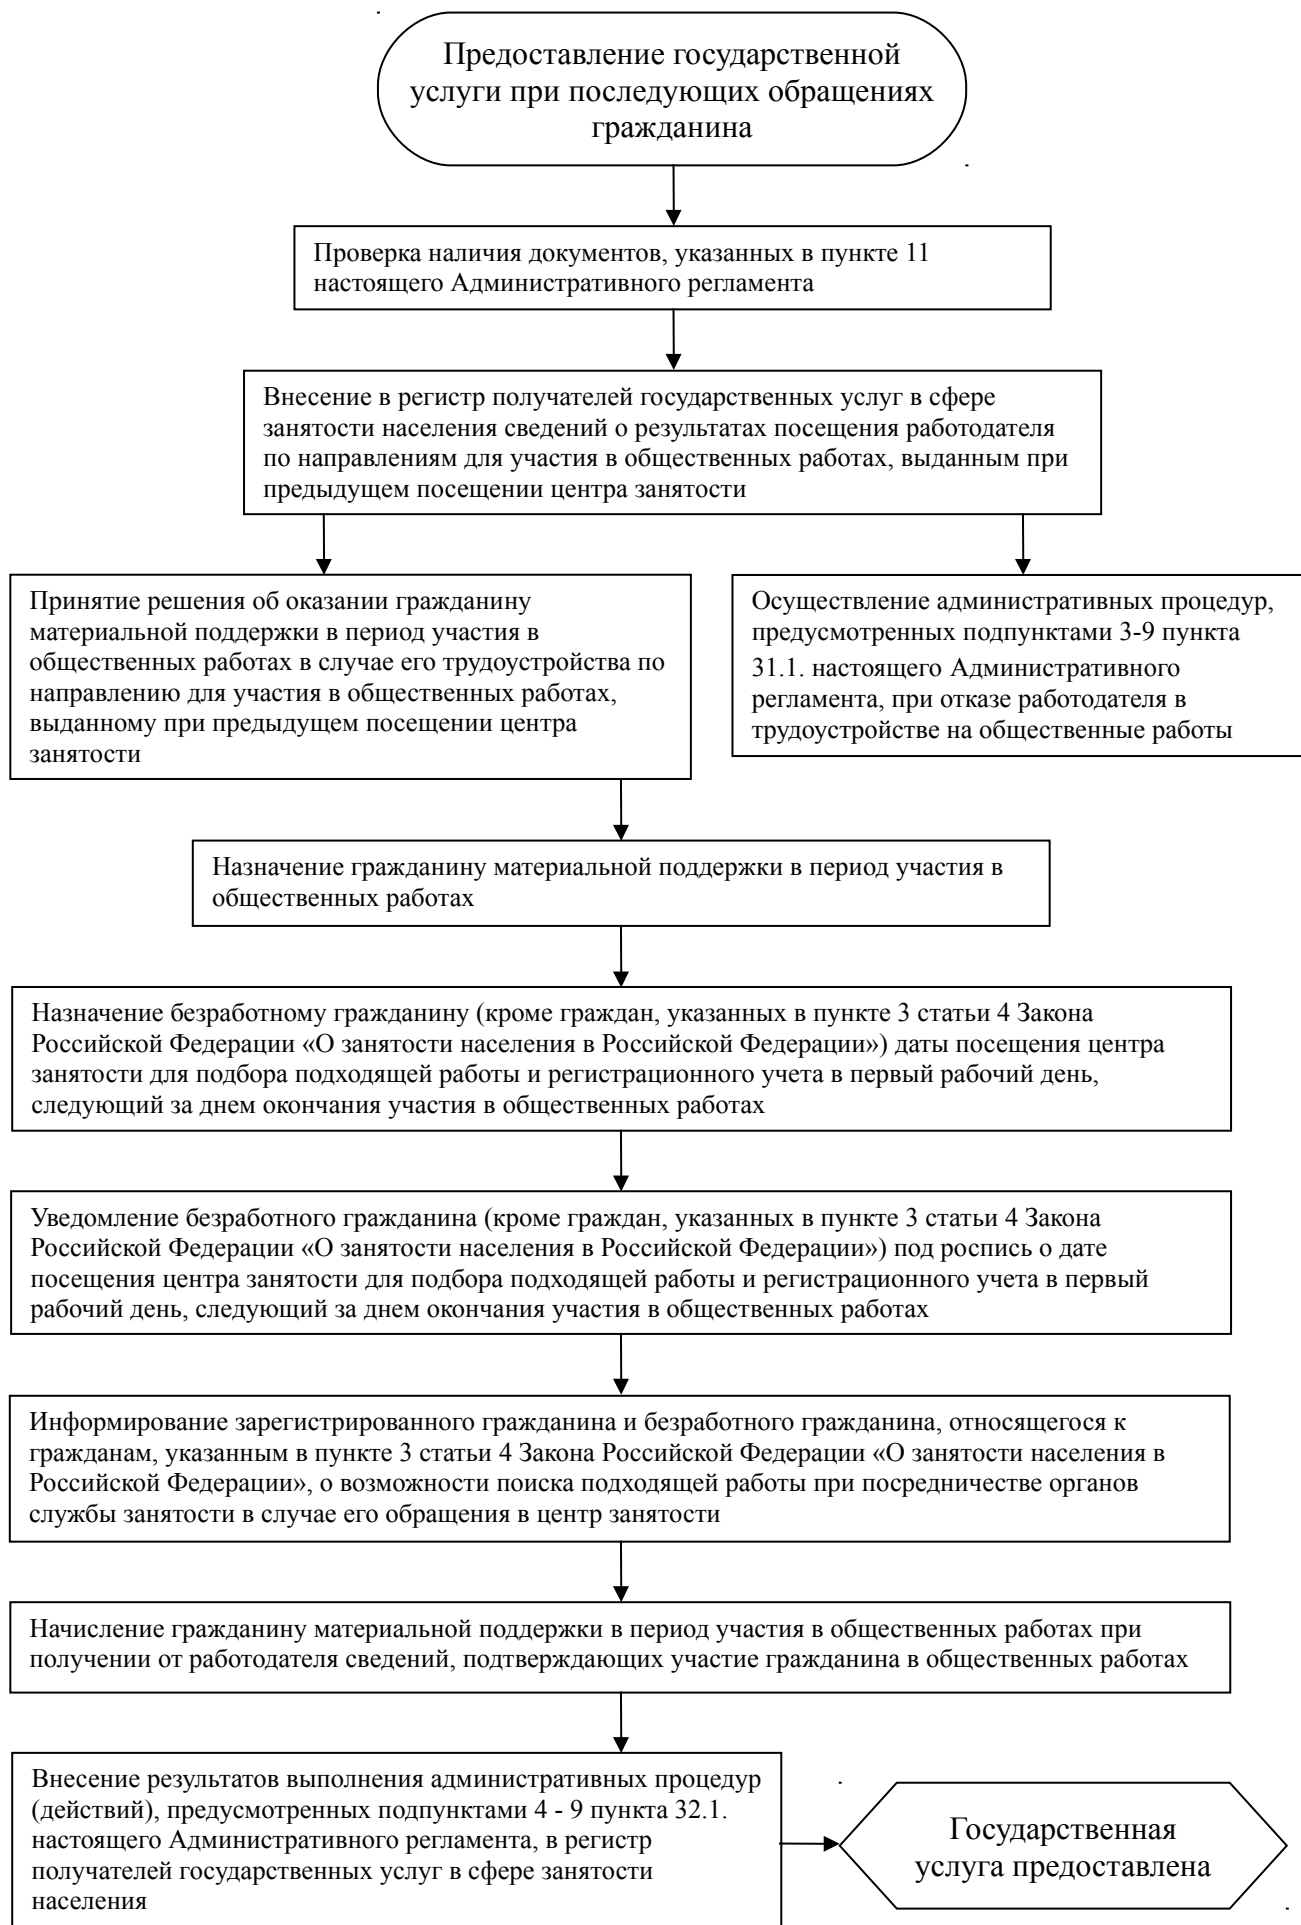 Предоставление государственной
услуги при последующих обращениях
гражданина
Проверка наличия документов, указанных в пункте 11
настоящего Административного регламента
Внесение в регистр получателей государственных услуг в сфере
занятости населения сведений о результатах посещения работодателя
по направлениям для участия в общественных работах, выданным при
предыдущем посещении центра занятости
Принятие решения об оказании гражданину
материальной поддержки в период участия в
общественных работах в случае его трудоустройства по
направлению для участия в общественных работах,
выданному при предыдущем посещении центра
занятости
Осуществление административных процедур,
предусмотренных подпунктами 3-9 пункта
31.1. настоящего Административного
регламента, при отказе работодателя в
трудоустройстве на общественные работы
Назначение гражданину материальной поддержки в период участия в
общественных работах
Назначение безработному гражданину (кроме граждан, указанных в пункте 3 статьи 4 Закона
Российской Федерации «О занятости населения в Российской Федерации») даты посещения центра
занятости для подбора подходящей работы и регистрационного учета в первый рабочий день,
следующий за днем окончания участия в общественных работах
Уведомление безработного гражданина (кроме граждан, указанных в пункте 3 статьи 4 Закона
Российской Федерации «О занятости населения в Российской Федерации») под роспись о дате
посещения центра занятости для подбора подходящей работы и регистрационного учета в первый
рабочий день, следующий за днем окончания участия в общественных работах
Информирование зарегистрированного гражданина и безработного гражданина, относящегося к
гражданам, указанным в пункте 3 статьи 4 Закона Российской Федерации «О занятости населения в
Российской Федерации», о возможности поиска подходящей работы при посредничестве органов
службы занятости в случае его обращения в центр занятости
Начисление гражданину материальной поддержки в период участия в общественных работах при
получении от работодателя сведений, подтверждающих участие гражданина в общественных работах
Внесение результатов выполнения административных процедур
(действий), предусмотренных подпунктами 4 - 9 пункта 32.1.
настоящего Административного регламента, в регистр
получателей государственных услуг в сфере занятости
населения
Государственная
услуга предоставлена